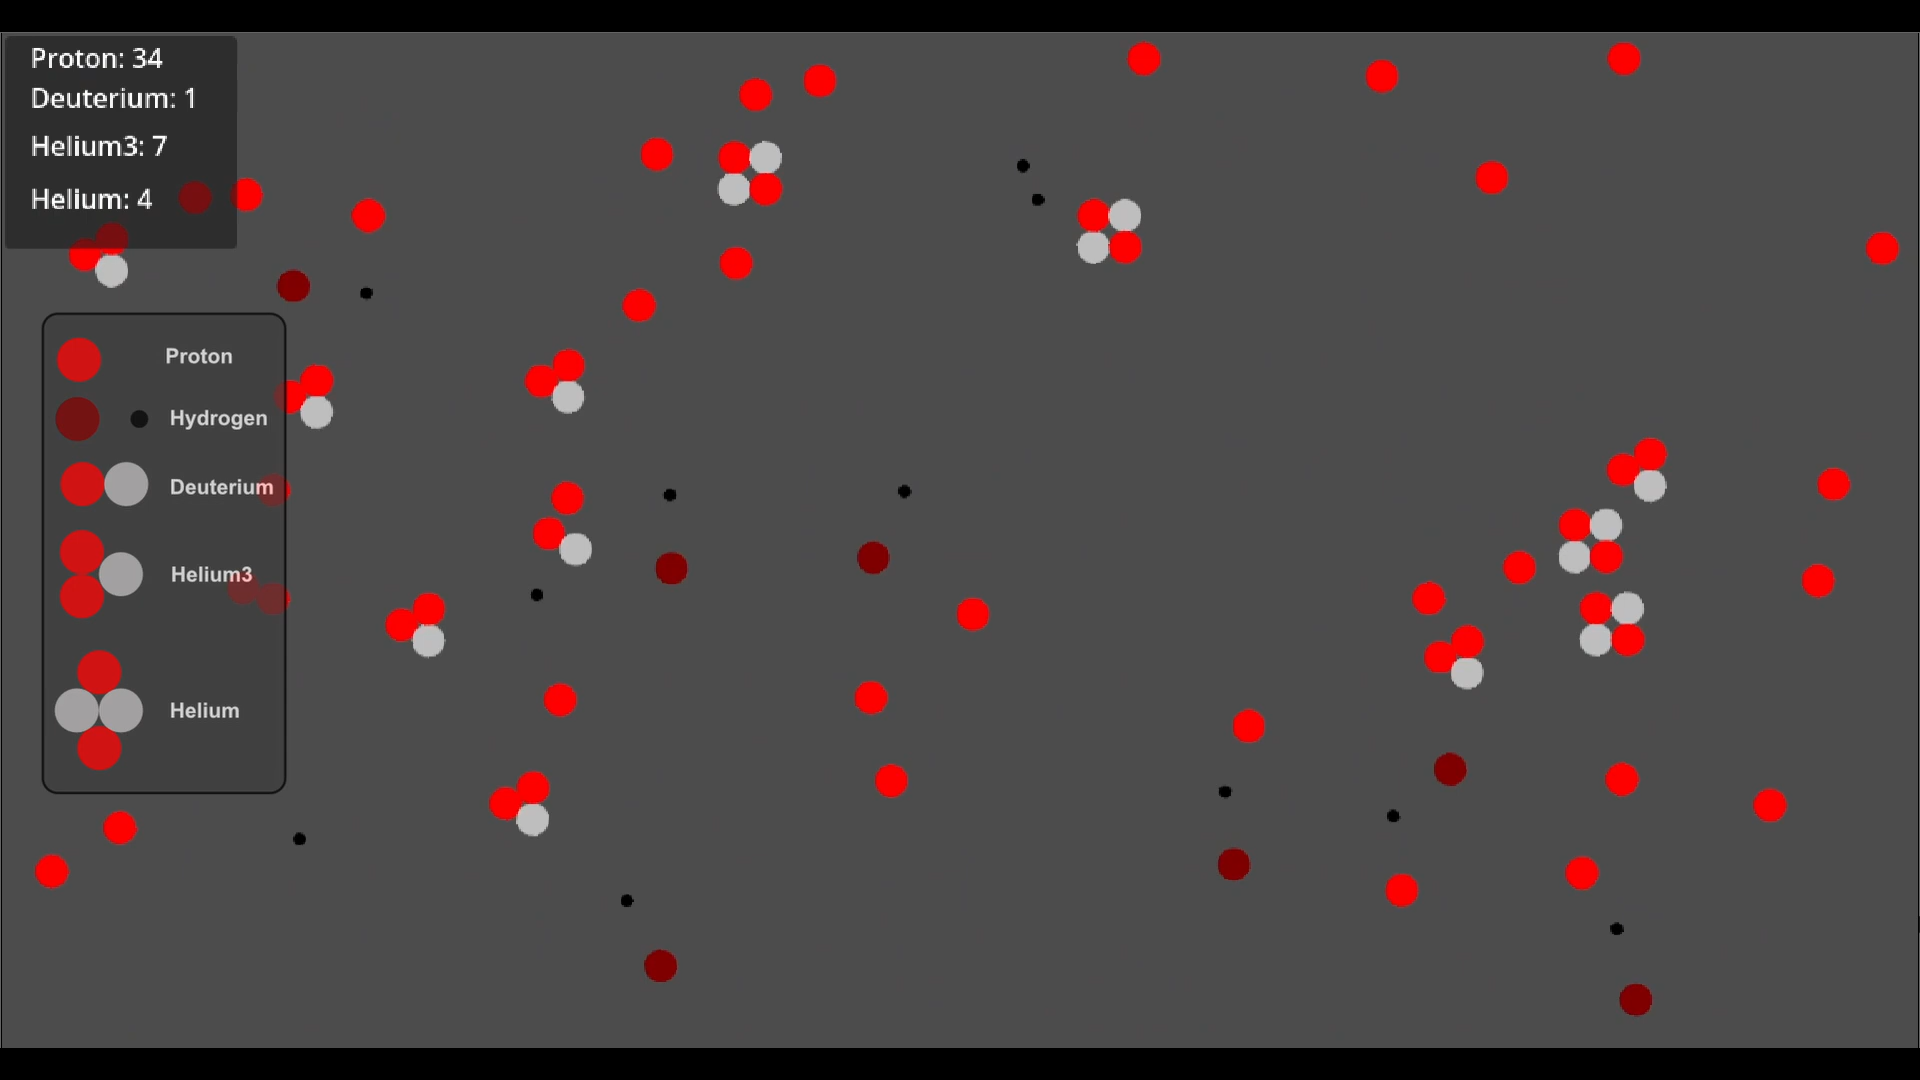 Proton: 34
Deuterium: 1
Helium3: 7
Helium: 4
Proton
Hydrogen
Deuterium
Helium3
Helium